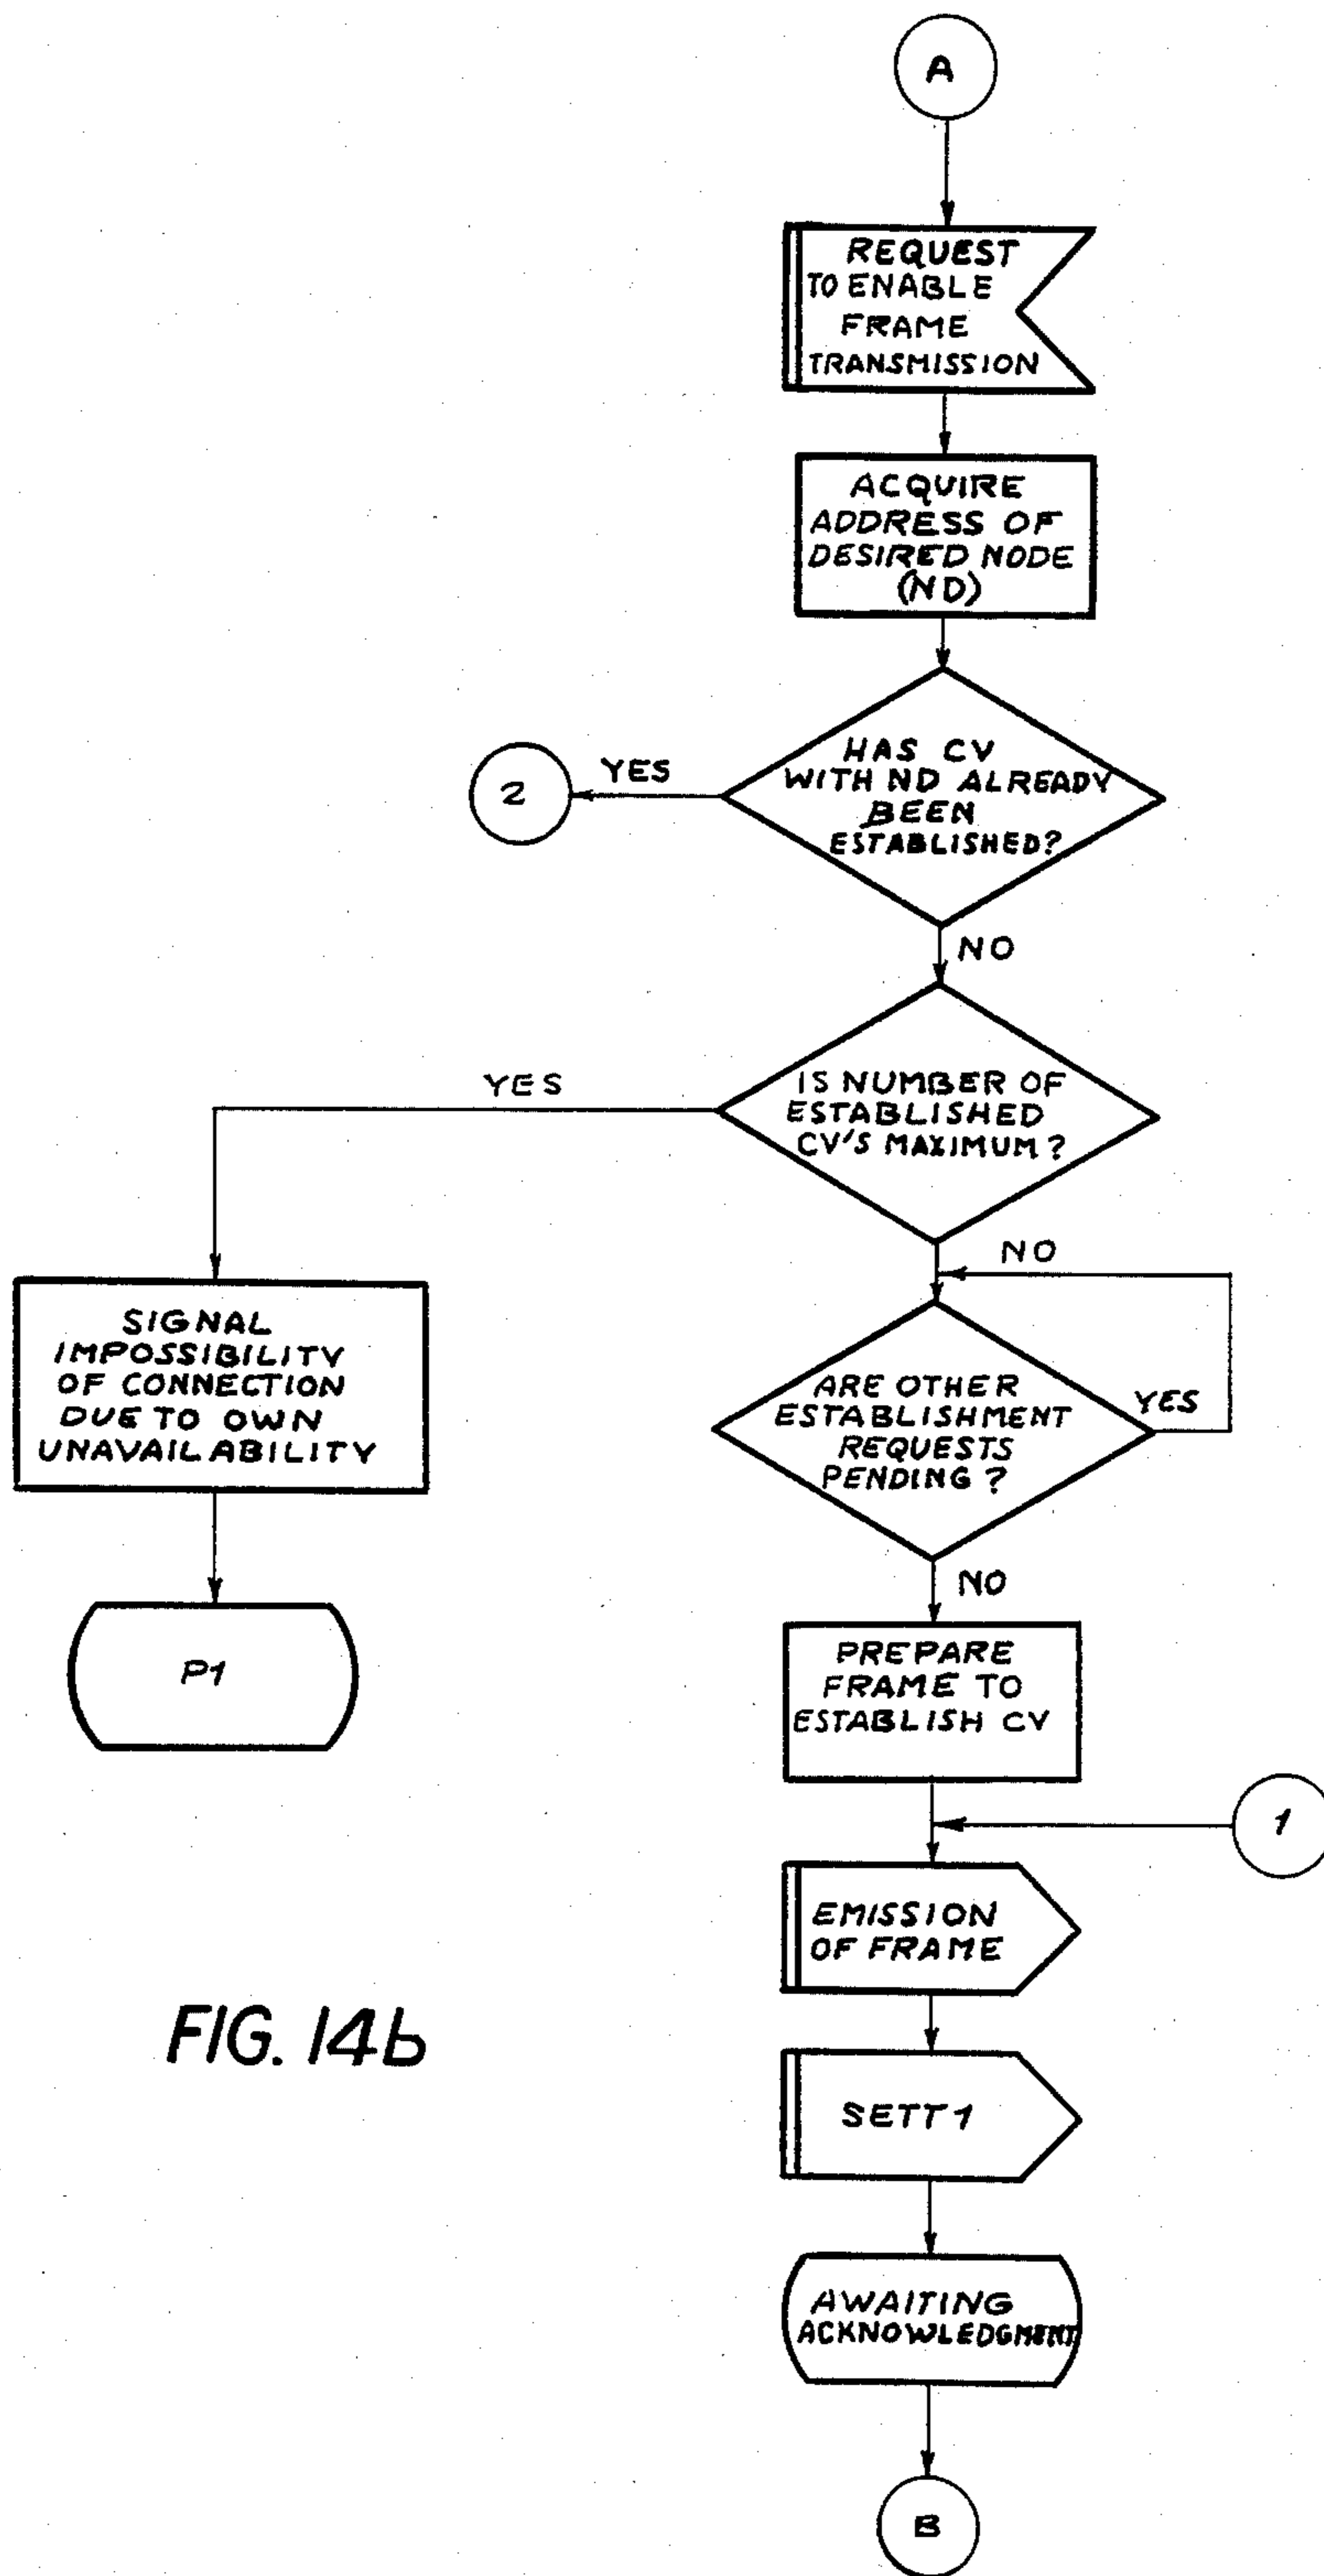 A
REQUEST
TO ENABLE
FRAME
TRANSMISSION
ACQUIRE
ADDRESS OF
DESIRED NODE
(ND)
HAS CV
WITH ND ALREADY
BEEN
ESTABLISHED?
YES
2
NO
IS NUMBER OF
ESTABLISHED
CV'S MAXIMUM?
YES
NO
SIGNAL
IMPOSSIBILITY
OF CONNECTION
DUE TO OWN
UNAVAILABILITY
P1
ARE OTHER
ESTABLISHMENT
REQUESTS
PENDING?
YES
NO
PREPARE
FRAME TO
ESTABLISH CV
1
EMISSION
OF FRAME
SETT1
AWAITING
ACKNOWLEDGMENT
B
FIG. 14b